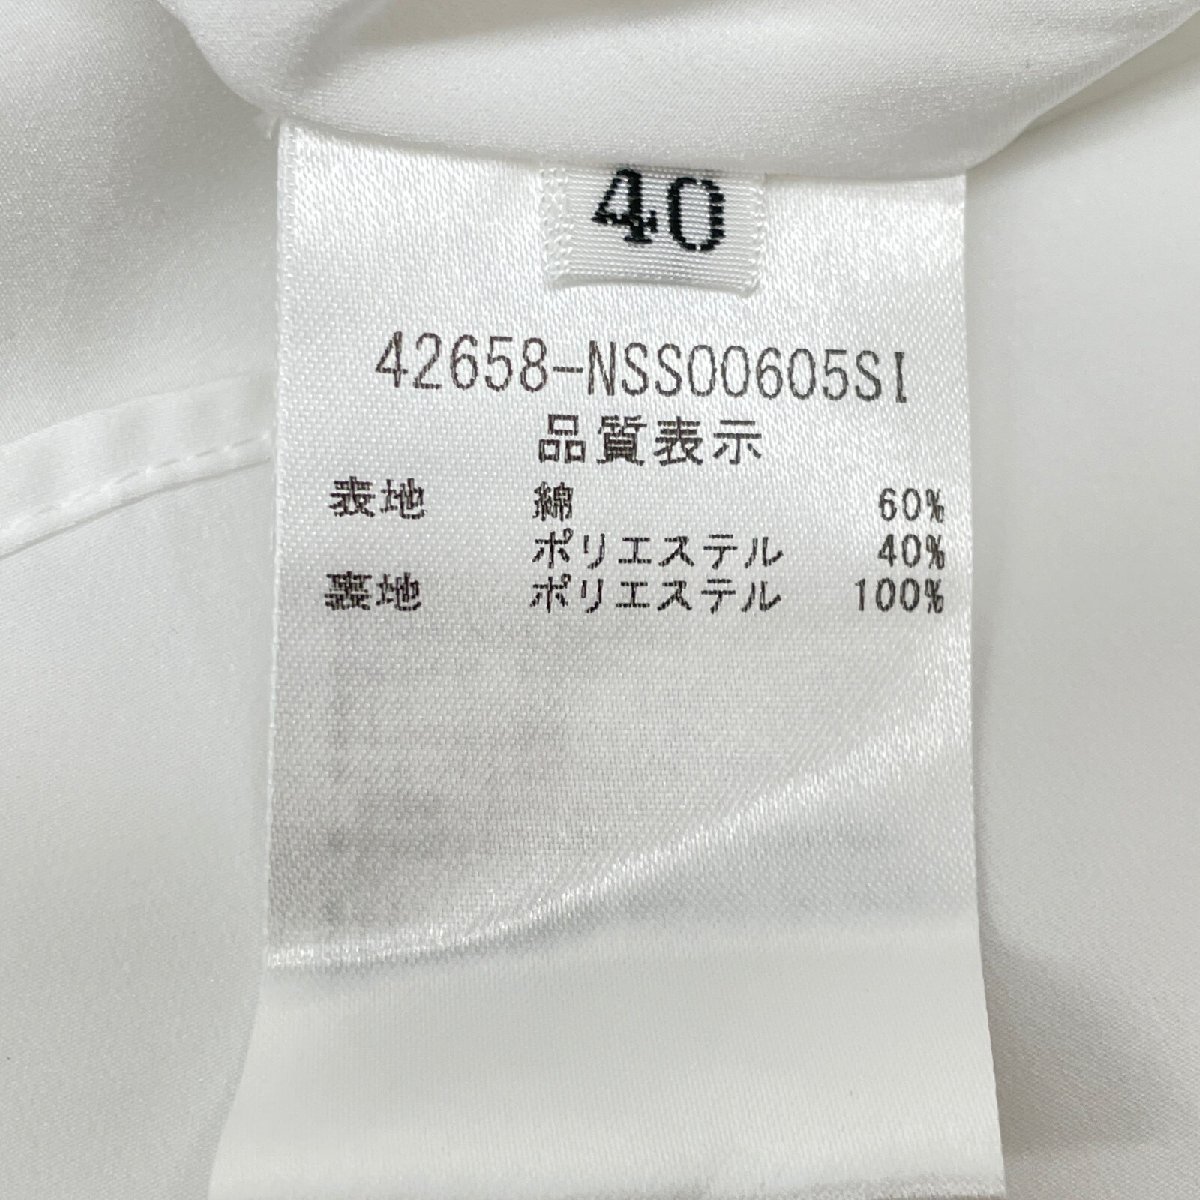 40
42658-NSS00605SI
品質表示
表地 綿 60%
ポリエステル 40%
裏地 ポリエステル 100%